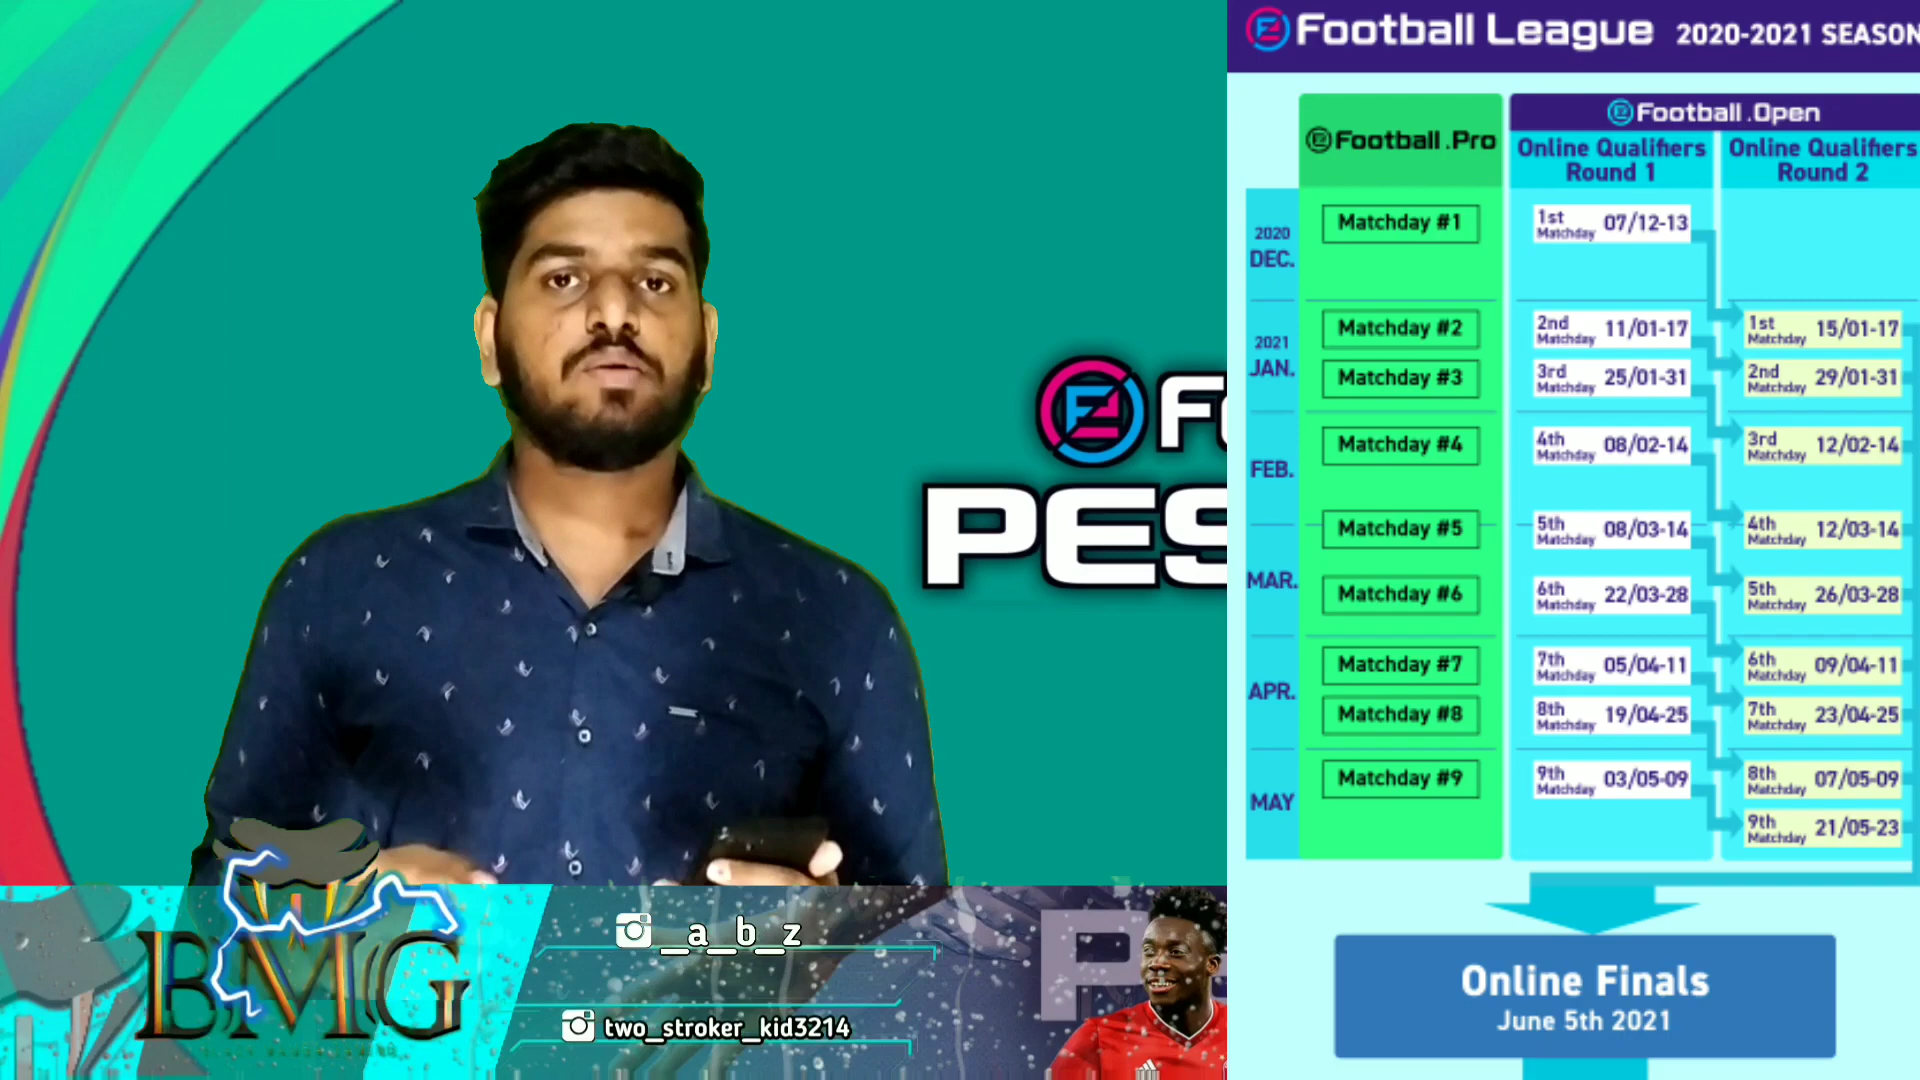 Football League 2020-2021 SEASON
Football .Pro
Football .Open
Online Qualifiers
Round 1
Online Qualifiers
Round 2
2020
DEC.
Matchday #1
1st
Matchday 07/12-13
2021
JAN.
Matchday #2
2nd
Matchday 11/01-17
1st
Matchday 15/01-17
Matchday #3
3rd
Matchday 25/01-31
2nd
Matchday 29/01-31
FEB.
Matchday #4
4th
Matchday 08/02-14
3rd
Matchday 12/02-14
MAR.
Matchday #5
5th
Matchday 08/03-14
4th
Matchday 12/03-14
Matchday #6
6th
Matchday 22/03-28
5th
Matchday 26/03-28
APR.
Matchday #7
7th
Matchday 05/04-11
6th
Matchday 09/04-11
Matchday #8
8th
Matchday 19/04-25
7th
Matchday 23/04-25
MAY
Matchday #9
9th
Matchday 03/05-09
8th
Matchday 07/05-09
9th
Matchday 21/05-23
Online Finals
June 5th 2021
PES
BMG
_a_b_z
two_stroker_kid3214